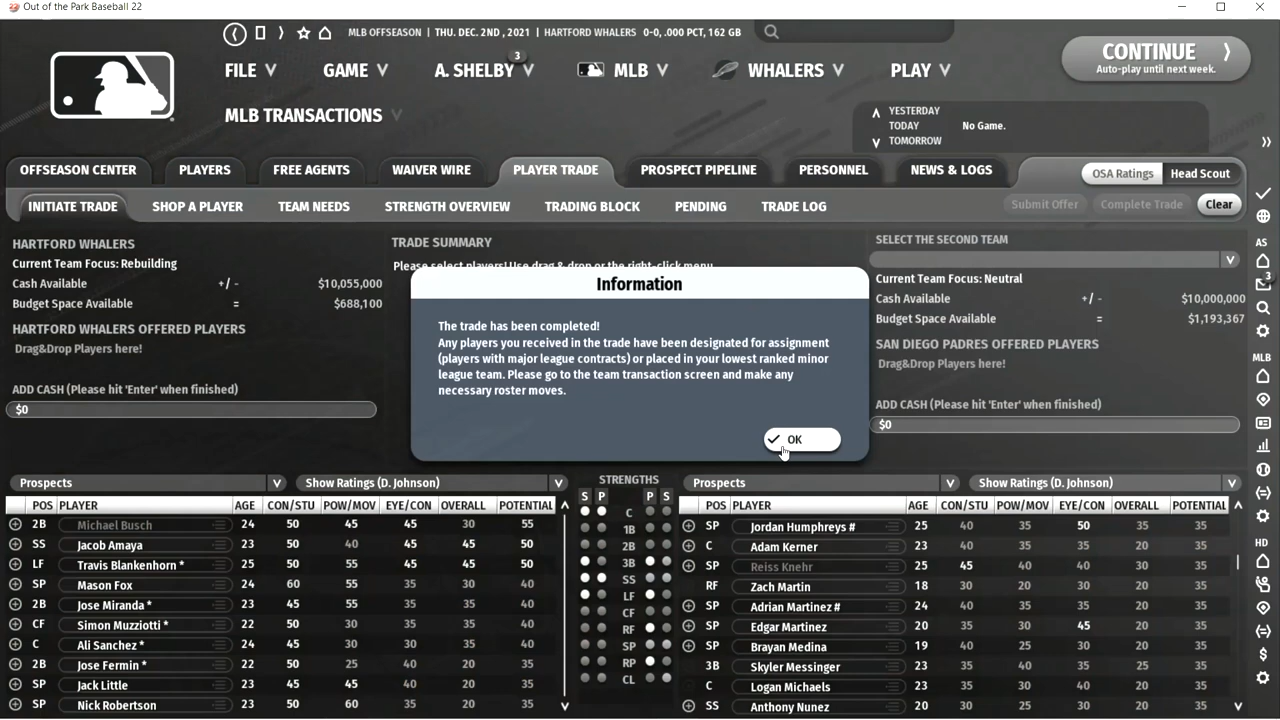 Out of the Park Baseball 22
MLB OFFSEASON | THU. DEC. 2ND , 2021 | HARTFORD WHALERS 0-0, .000 PCT, 162 GB
CONTINUE
Auto-play until next week.
FILE GAME A. SHELBY 3 MLB WHALERS PLAY
MLB TRANSACTIONS
YESTERDAY
TODAY No Game.
TOMORROW
OFFSEASON CENTER PLAYERS FREE AGENTS WAIVER WIRE PLAYER TRADE PROSPECT PIPELINE PERSONNEL NEWS & LOGS OSA Ratings Head Scout
INITIATE TRADE SHOP A PLAYER TEAM NEEDS STRENGTH OVERVIEW TRADING BLOCK PENDING TRADE LOG Submit Offer Complete Trade Clear
HARTFORD WHALERS
Current Team Focus: Rebuilding
Cash Available +/- $10,055,000
Budget Space Available = $688,100
HARTFORD WHALERS OFFERED PLAYERS
Drag&Drop Players here!
ADD CASH (Please hit 'Enter' when finished)
$0
TRADE SUMMARY
Please select players! Use drag & drop or the right-click menu
Information
The trade has been completed!
Any players you received in the trade have been designated for assignment
(players with major league contracts) or placed in your lowest ranked minor
league team. Please go to the team transaction screen and make any
necessary roster moves.
OK
SELECT THE SECOND TEAM
Current Team Focus: Neutral
Cash Available +/- $10,000,000
Budget Space Available = $1,193,367
SAN DIEGO PADRES OFFERED PLAYERS
Drag&Drop Players here!
ADD CASH (Please hit 'Enter' when finished)
$0
Prospects Show Ratings (D. Johnson)
POS PLAYER AGE CON/STU POW/MOV EYE/CON OVERALL POTENTIAL
2B Michael Busch 24 50 45 45 30 55
SS Jacob Amaya 23 50 40 45 45 50
LF Travis Blankenhorn * 25 50 55 45 45 50
SP Mason Fox 24 60 55 35 30 40
2B Jose Miranda * 23 45 55 35 35 40
CF Simon Muzziotti * 22 50 30 35 35 40
C Ali Sanchez * 24 45 30 30 35 40
2B Jose Fermin * 22 50 25 40 20 35
SP Jack Little 23 45 45 40 20 35
SP Nick Robertson 23 50 60 20 20 35
STRENGTHS
S P P S
C
1B
2B
3B
SS
LF
CF
RF
SP
RP
CL
Prospects Show Ratings (D. Johnson)
POS PLAYER AGE CON/STU POW/MOV EYE/CON OVERALL POTENTIAL
SP Jordan Humphreys # 25 40 35 50 35 35
C Adam Kerner 23 40 35 35 20 35
SP Reiss Knehr 25 45 40 40 35 35
RF Zach Martin 18 30 20 40 20 35
SP Adrian Martinez # 24 40 35 40 35 35
SP Edgar Martinez 20 35 35 45 20 35
SP Brayan Medina 19 40 25 25 20 35
3B Skyler Messinger 23 35 40 35 20 35
C Logan Michaels 23 35 30 40 20 35
SS Anthony Nunez 20 30 25 35 20 35
AS
3
MLB
HD